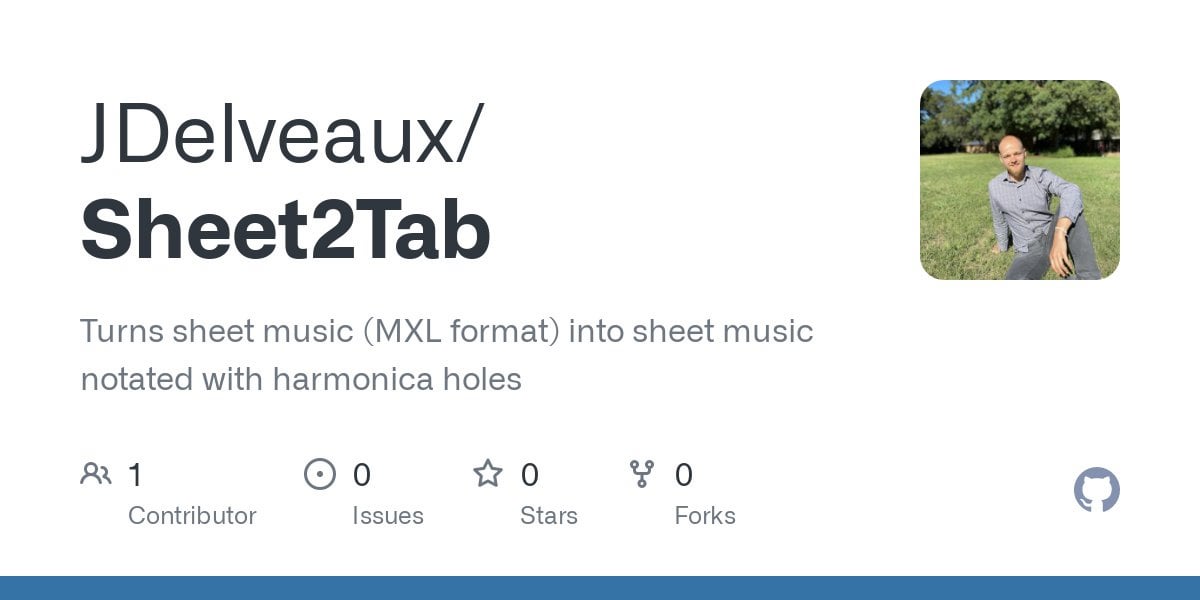 JDelveaux/
Sheet2Tab
Turns sheet music (MXL format) into sheet music
notated with harmonica holes
1
Contributor
0
Issues
0
Stars
0
Forks